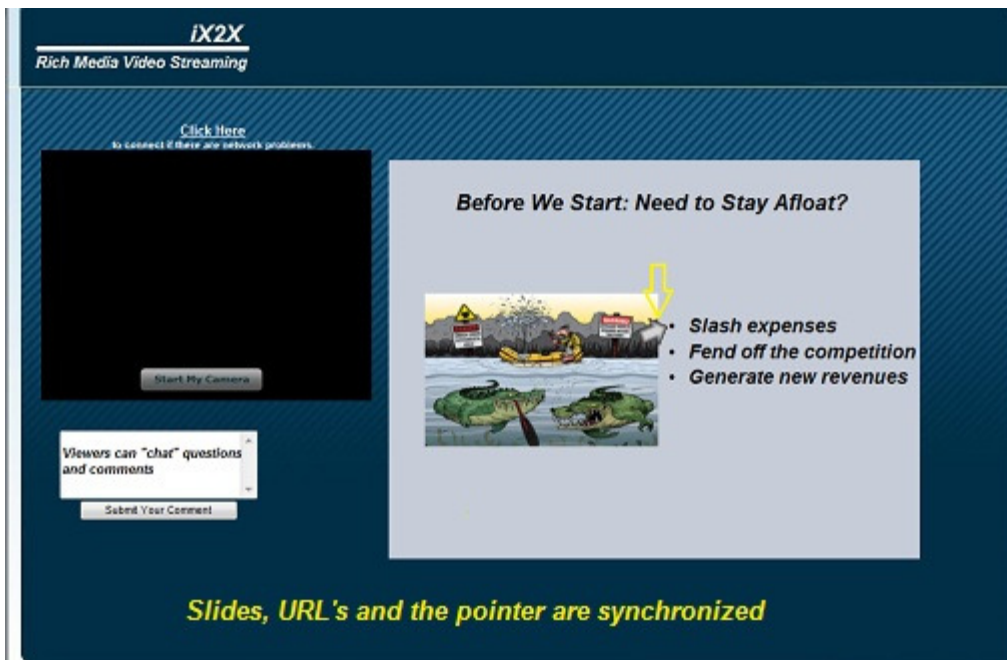 iX2X
Rich Media Video Streaming
Click Here
to connect if there are network problems.
Start My Camera
Viewers can "chat" questions
and comments
Submit Your Comment
Before We Start: Need to Stay Afloat?
• Slash expenses
• Fend off the competition
• Generate new revenues
Slides, URL's and the pointer are synchronized